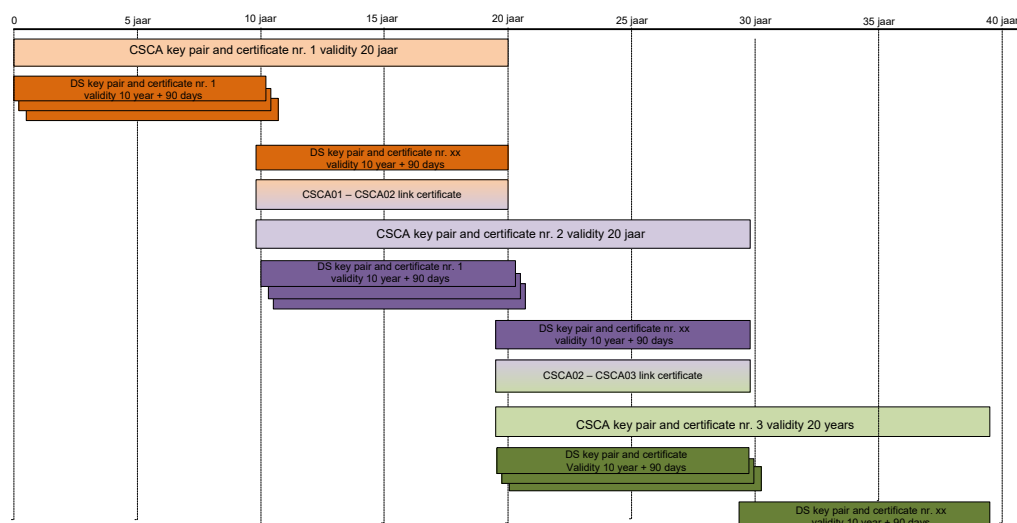 0 5 jaar 10 jaar 15 jaar 20 jaar 25 jaar 30 jaar 35 jaar 40 jaar
CSCA key pair and certificate nr. 1 validity 20 jaar
DS key pair and certificate nr. 1
validity 10 year + 90 days
DS key pair and certificate nr. xx
validity 10 year + 90 days
CSCA01 – CSCA02 link certificate
CSCA key pair and certificate nr. 2 validity 20 jaar
DS key pair and certificate nr. 1
validity 10 year + 90 days
DS key pair and certificate nr. xx
validity 10 year + 90 days
CSCA02 – CSCA03 link certificate
CSCA key pair and certificate nr. 3 validity 20 years
DS key pair and certificate
Validity 10 year + 90 days
DS key pair and certificate nr. xx
validity 10 year + 90 days